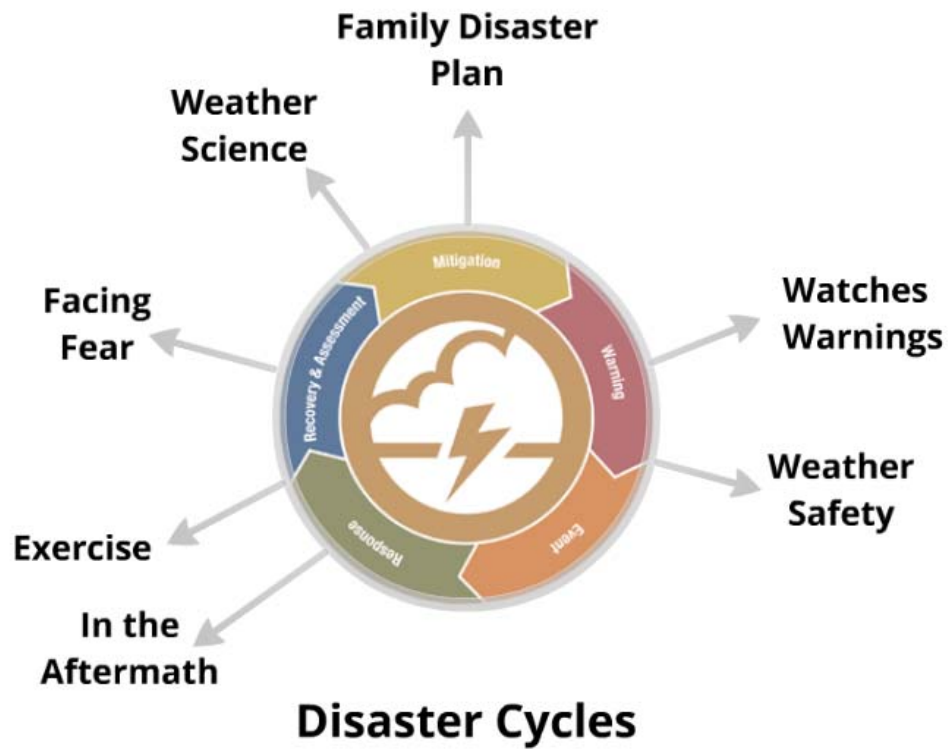 Family Disaster
Plan
Weather
Science
Mitigation
Facing
Fear
Recovery & Assessment
Watches
Warnings
Warning
Weather
Safety
Event
Response
Exercise
In the
Aftermath
Disaster Cycles